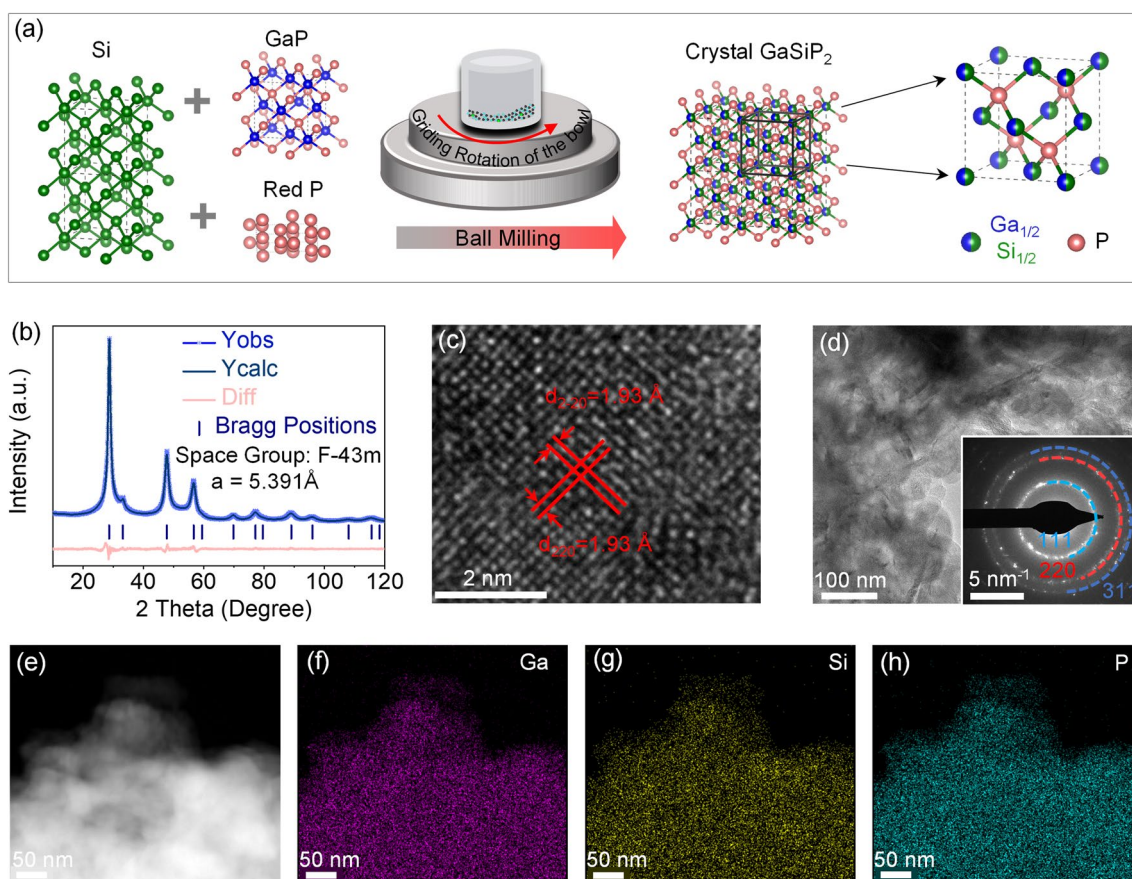 (a)
Si
GaP
Red P
Griding Rotation of the bowl
Ball Milling
Crystal GaSiP₂
Ga₁/₂
Si₁/₂
P
(b)
Yobs
Ycalc
Diff
Bragg Positions
Space Group: F-43m
a = 5.391Å
Intensity (a.u.)
20 40 60 80 100 120
2 Theta (Degree)
(c)
d₂₋₂₀=1.93 Å
d₂₂₀=1.93 Å
2 nm
(d)
100 nm
111
220
311
5 nm⁻¹
(e)
50 nm
(f)
Ga
50 nm
(g)
Si
50 nm
(h)
P
50 nm